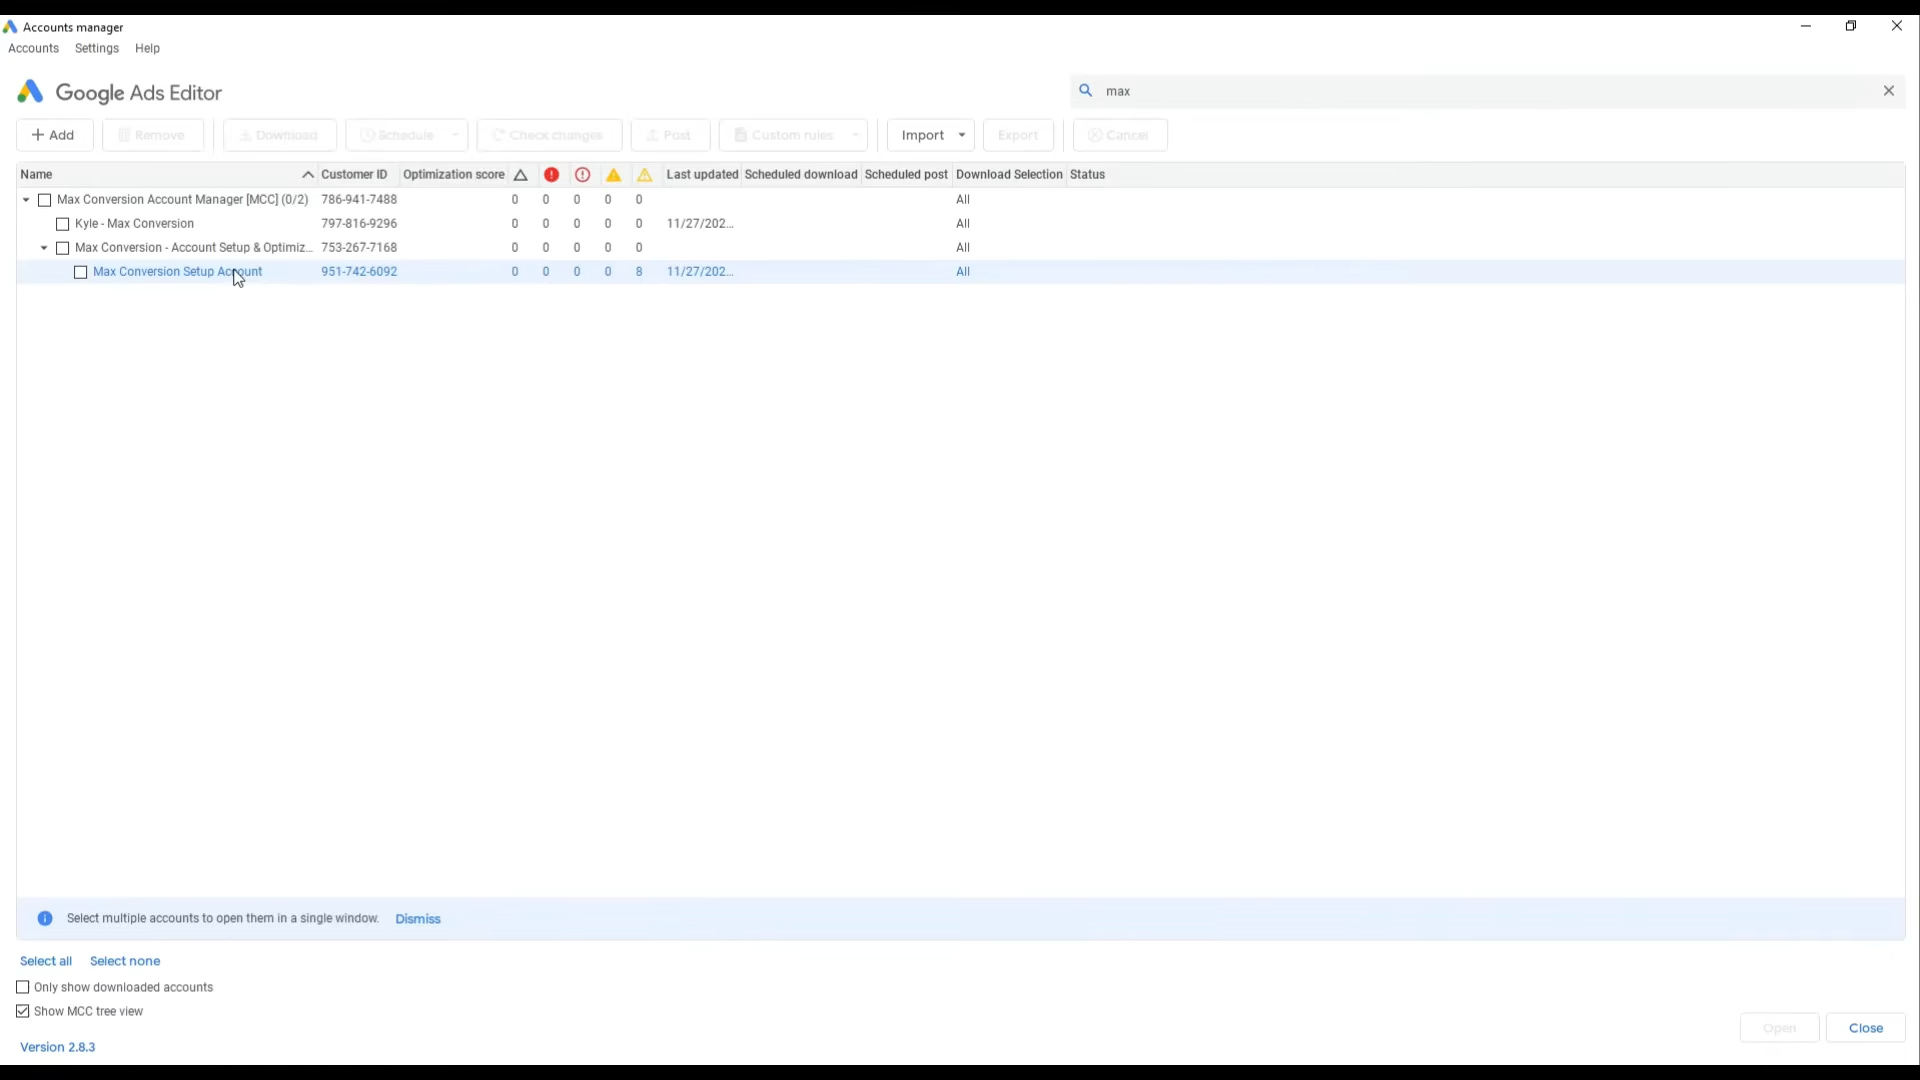 Accounts manager
Accounts Settings Help
Google Ads Editor
max
Add Remove Download Schedule Check changes Post Custom rules Import Export Cancel
Name Customer ID Optimization score Last updated Scheduled download Scheduled post Download Selection Status
Max Conversion Account Manager [MCC] (0/2) 786-941-7488 0 0 0 0 0 All
Kyle - Max Conversion 797-816-9296 0 0 0 0 0 11/27/202... All
Max Conversion - Account Setup & Optimiz... 753-267-7168 0 0 0 0 0 All
Max Conversion Setup Account 951-742-6092 0 0 0 0 8 11/27/202... All
Select multiple accounts to open them in a single window. Dismiss
Select all Select none
Only show downloaded accounts
Show MCC tree view
Open Close
Version 2.8.3